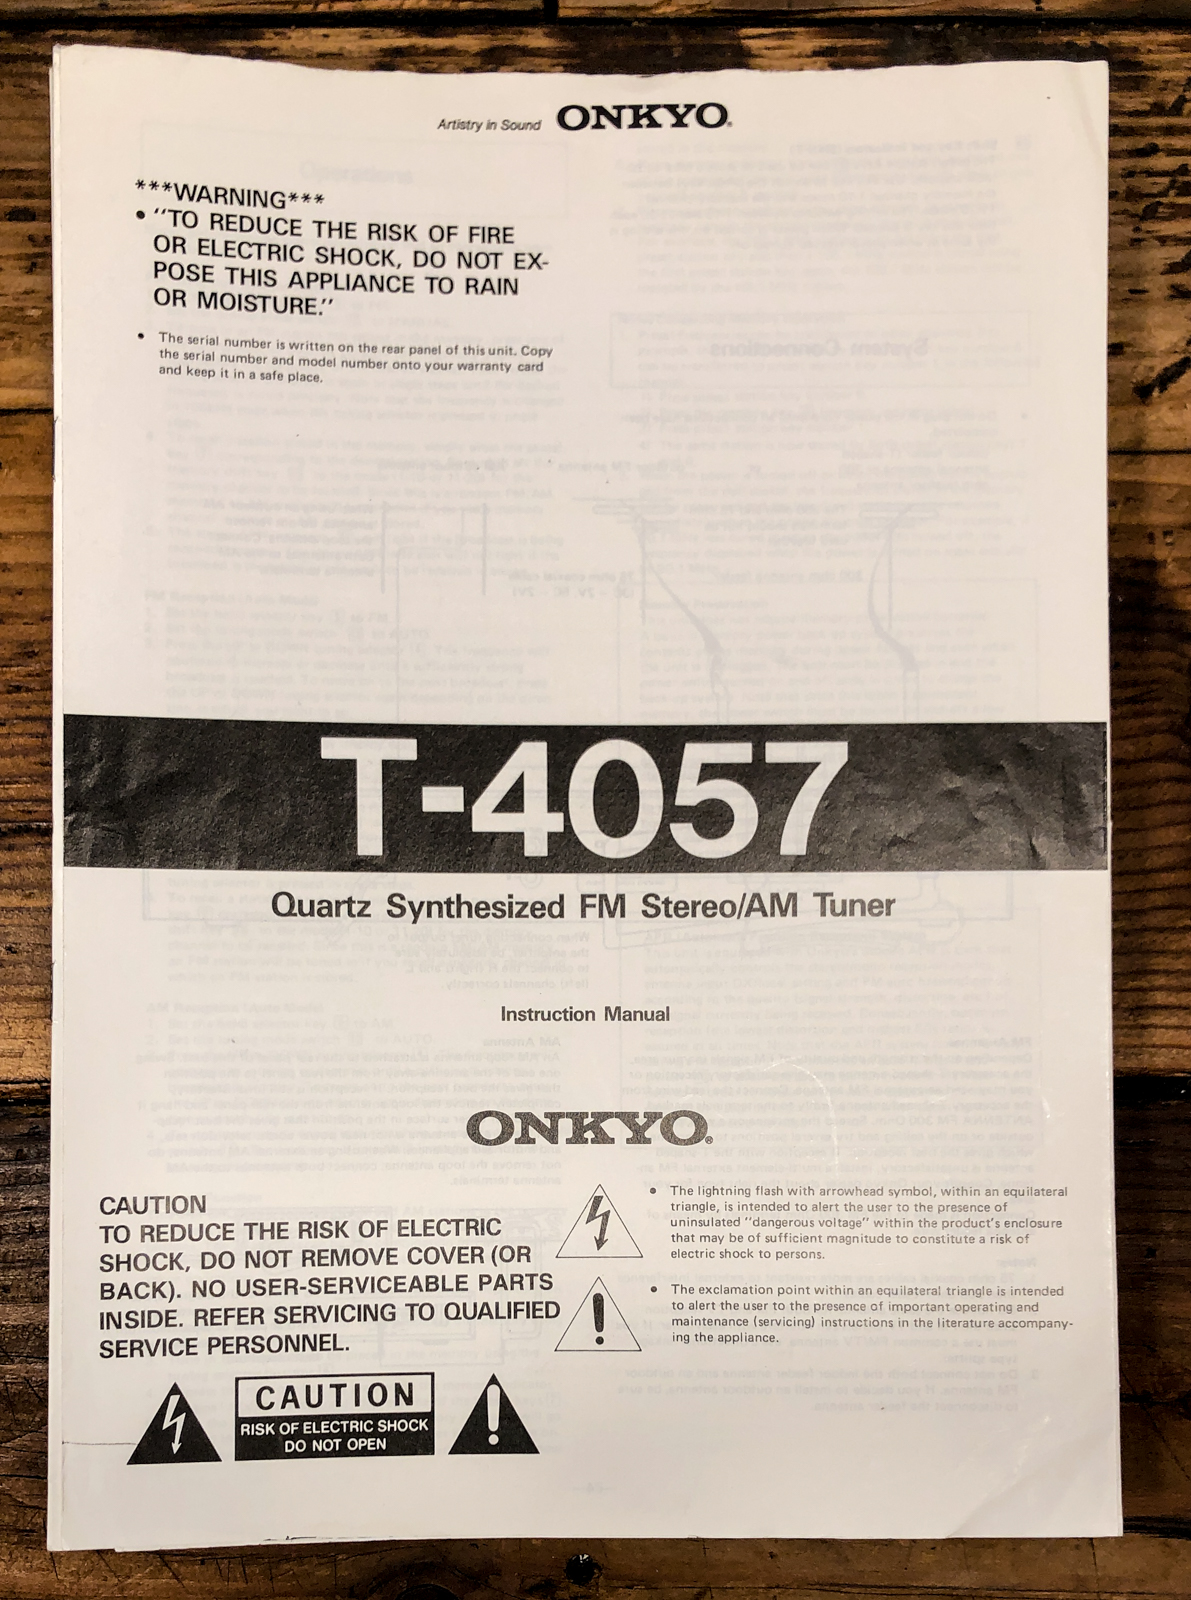 Artistry in Sound ONKYO®
***WARNING***
• "TO REDUCE THE RISK OF FIRE
OR ELECTRIC SHOCK, DO NOT EX-
POSE THIS APPLIANCE TO RAIN
OR MOISTURE."
• The serial number is written on the rear panel of this unit. Copy
the serial number and model number onto your warranty card
and keep it in a safe place.
T-4057
Quartz Synthesized FM Stereo/AM Tuner
Instruction Manual
ONKYO®
CAUTION
TO REDUCE THE RISK OF ELECTRIC
SHOCK, DO NOT REMOVE COVER (OR
BACK). NO USER-SERVICEABLE PARTS
INSIDE. REFER SERVICING TO QUALIFIED
SERVICE PERSONNEL.
CAUTION
RISK OF ELECTRIC SHOCK
DO NOT OPEN
• The lightning flash with arrowhead symbol, within an equilateral
triangle, is intended to alert the user to the presence of
uninsulated "dangerous voltage" within the product's enclosure
that may be of sufficient magnitude to constitute a risk of
electric shock to persons.
• The exclamation point within an equilateral triangle is intended
to alert the user to the presence of important operating and
maintenance (servicing) instructions in the literature accompany-
ing the appliance.